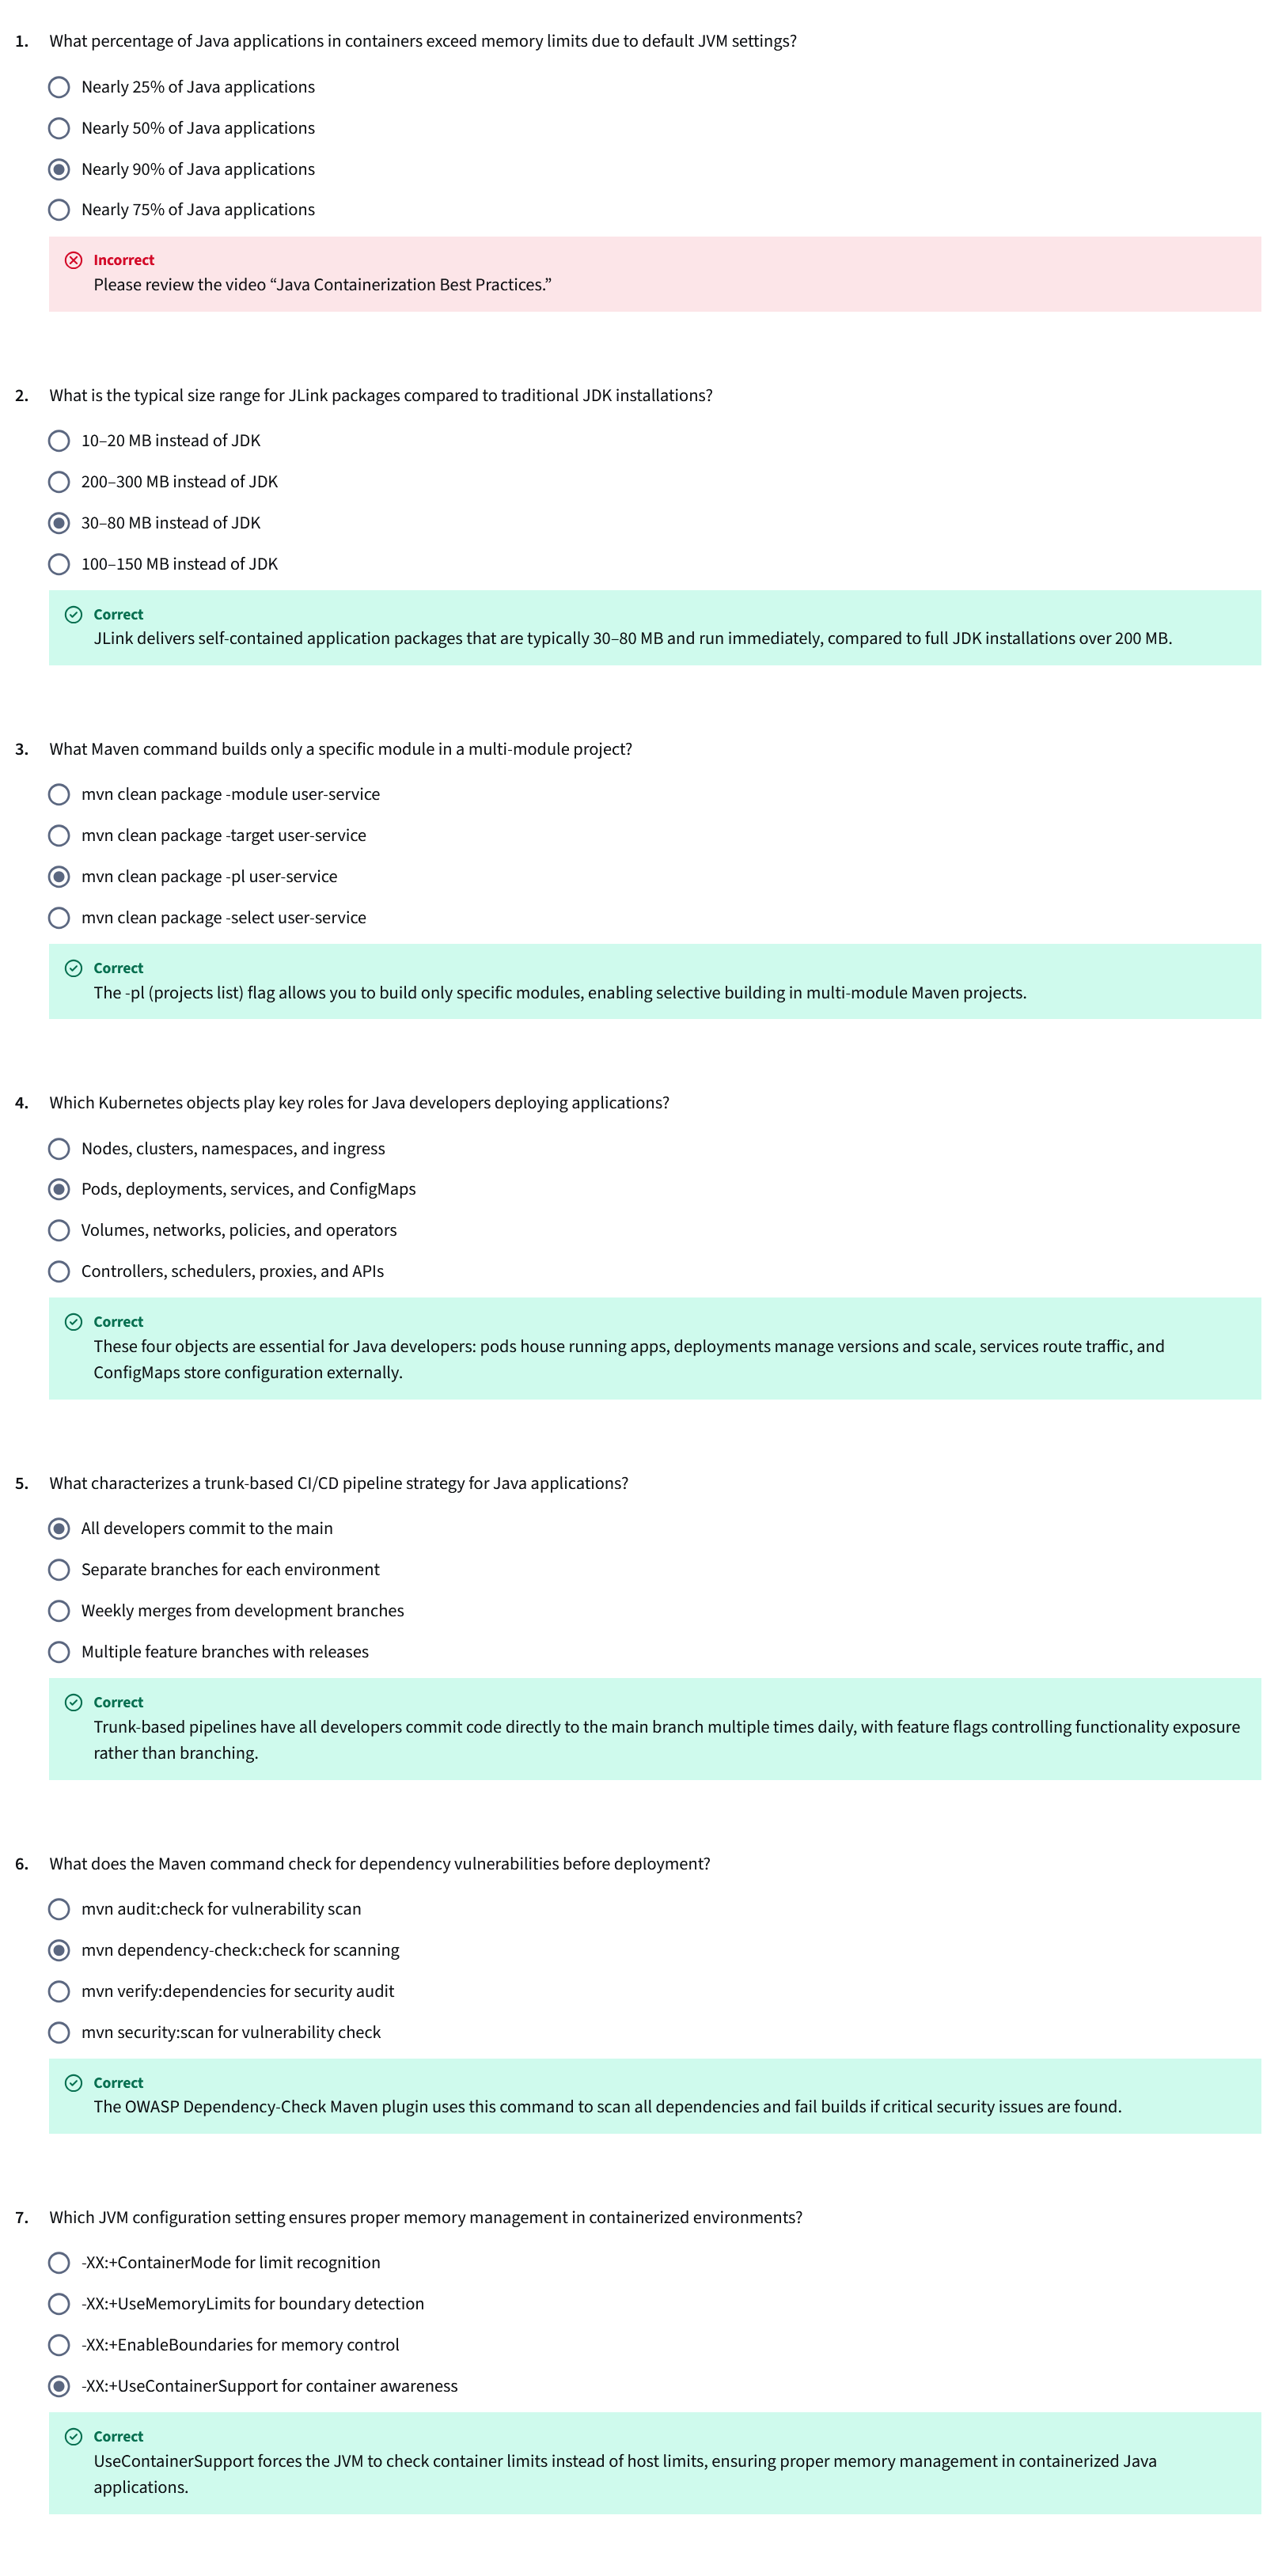 1. What percentage of Java applications in containers exceed memory limits due to default JVM settings?
Nearly 25% of Java applications
Nearly 50% of Java applications
Nearly 90% of Java applications
Nearly 75% of Java applications
Incorrect
Please review the video “Java Containerization Best Practices.”
2. What is the typical size range for JLink packages compared to traditional JDK installations?
10–20 MB instead of JDK
200–300 MB instead of JDK
30–80 MB instead of JDK
100–150 MB instead of JDK
Correct
JLink delivers self-contained application packages that are typically 30–80 MB and run immediately, compared to full JDK installations over 200 MB.
3. What Maven command builds only a specific module in a multi-module project?
mvn clean package -module user-service
mvn clean package -target user-service
mvn clean package -pl user-service
mvn clean package -select user-service
Correct
The -pl (projects list) flag allows you to build only specific modules, enabling selective building in multi-module Maven projects.
4. Which Kubernetes objects play key roles for Java developers deploying applications?
Nodes, clusters, namespaces, and ingress
Pods, deployments, services, and ConfigMaps
Volumes, networks, policies, and operators
Controllers, schedulers, proxies, and APIs
Correct
These four objects are essential for Java developers: pods house running apps, deployments manage versions and scale, services route traffic, and
ConfigMaps store configuration externally.
5. What characterizes a trunk-based CI/CD pipeline strategy for Java applications?
All developers commit to the main
Separate branches for each environment
Weekly merges from development branches
Multiple feature branches with releases
Correct
Trunk-based pipelines have all developers commit code directly to the main branch multiple times daily, with feature flags controlling functionality exposure
rather than branching.
6. What does the Maven command check for dependency vulnerabilities before deployment?
mvn audit:check for vulnerability scan
mvn dependency-check:check for scanning
mvn verify:dependencies for security audit
mvn security:scan for vulnerability check
Correct
The OWASP Dependency-Check Maven plugin uses this command to scan all dependencies and fail builds if critical security issues are found.
7. Which JVM configuration setting ensures proper memory management in containerized environments?
-XX:+ContainerMode for limit recognition
-XX:+UseMemoryLimits for boundary detection
-XX:+EnableBoundaries for memory control
-XX:+UseContainerSupport for container awareness
Correct
UseContainerSupport forces the JVM to check container limits instead of host limits, ensuring proper memory management in containerized Java
applications.